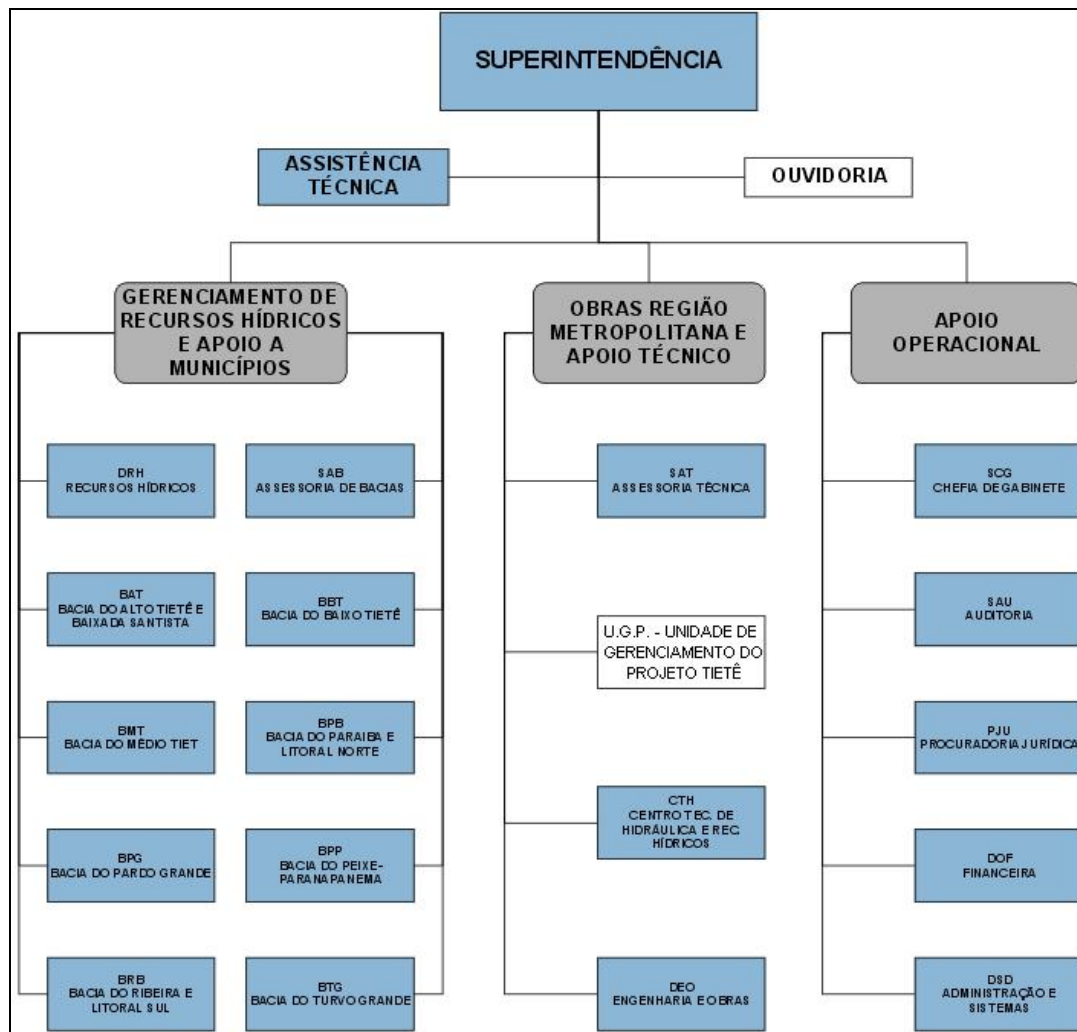 SUPERINTENDÊNCIA
ASSISTÊNCIA
TÉCNICA
OUVIDORIA
GERENCIAMENTO DE
RECURSOS HÍDRICOS
E APOIO A
MUNICÍPIOS
OBRAS REGIÃO
METROPOLITANA E
APOIO TÉCNICO
APOIO
OPERACIONAL
DRH
RECURSOS HÍDRICOS
SAB
ASSESSORIA DE BACIAS
SAT
ASSESSORIA TÉCNICA
SCG
CHEFIA DE GABINETE
BAT
BACIA DO ALTO TIETÊ E
BAIXADA SANTISTA
BBT
BACIA DO BAIXO TIETÊ
U.G.P. - UNIDADE DE
GERENCIAMENTO DO
PROJETO TIETÊ
SAU
AUDITORIA
BMT
BACIA DO MÉDIO TIET
BPB
BACIA DO PARAIBA E
LITORAL NORTE
PJU
PROCURADORIA JURÍDICA
CTH
CENTRO TEC. DE
HIDRÁULICA E REC.
HÍDRICOS
BPG
BACIA DO PARDO GRANDE
BPP
BACIA DO PEIXE-
PARANAPANEMA
DOF
FINANCEIRA
BRB
BACIA DO RIBEIRA E
LITORAL SUL
BTG
BACIA DO TURVO GRANDE
DEO
ENGENHARIA E OBRAS
DSD
ADMINISTRAÇÃO E
SISTEMAS